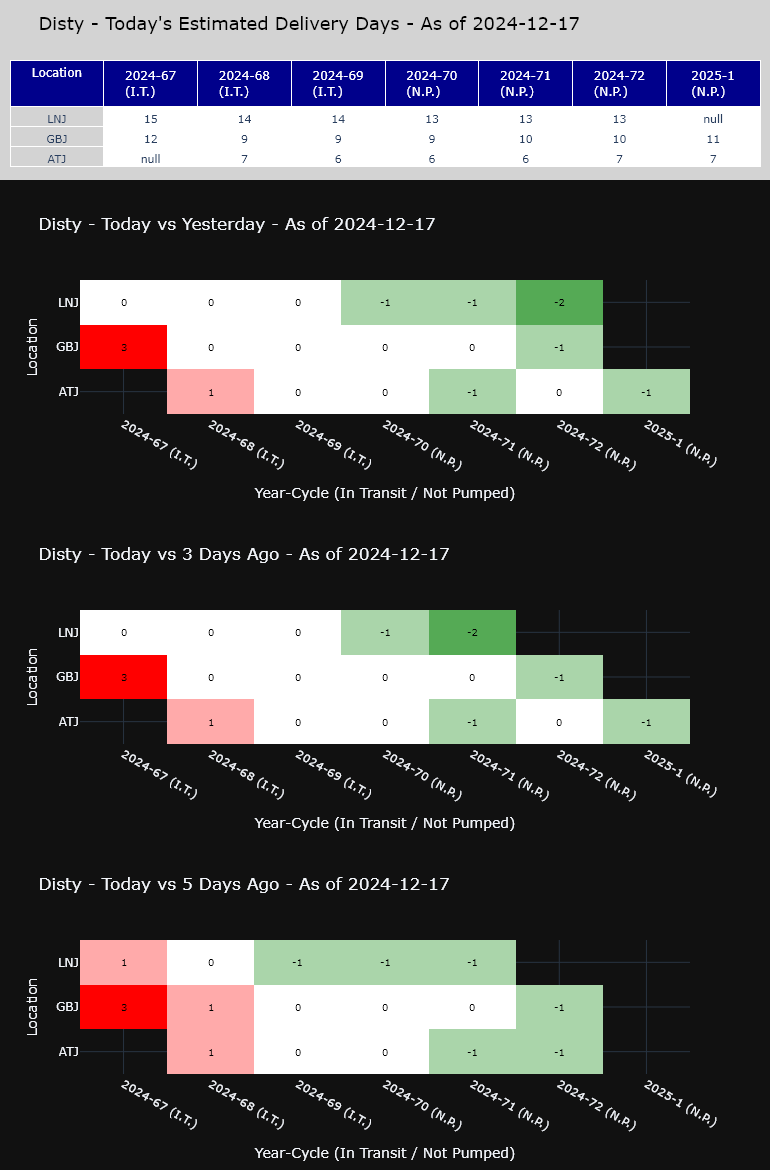 Disty - Today's Estimated Delivery Days - As of 2024-12-17
Location 2024-67 (I.T.) 2024-68 (I.T.) 2024-69 (I.T.) 2024-70 (N.P.) 2024-71 (N.P.) 2024-72 (N.P.) 2025-1 (N.P.)
LNJ 15 14 14 13 13 13 null
GBJ 12 9 9 9 10 10 11
ATJ null 7 6 6 6 7 7
Disty - Today vs Yesterday - As of 2024-12-17
Location
LNJ 0 0 0 -1 -1 -2
GBJ 3 0 0 0 0 -1
ATJ 1 0 0 -1 0 -1
2024-67 (I.T.) 2024-68 (I.T.) 2024-69 (I.T.) 2024-70 (N.P.) 2024-71 (N.P.) 2024-72 (N.P.) 2025-1 (N.P.)
Year-Cycle (In Transit / Not Pumped)
Disty - Today vs 3 Days Ago - As of 2024-12-17
Location
LNJ 0 0 0 -1 -2
GBJ 3 0 0 0 0 -1
ATJ 1 0 0 -1 0 -1
2024-67 (I.T.) 2024-68 (I.T.) 2024-69 (I.T.) 2024-70 (N.P.) 2024-71 (N.P.) 2024-72 (N.P.) 2025-1 (N.P.)
Year-Cycle (In Transit / Not Pumped)
Disty - Today vs 5 Days Ago - As of 2024-12-17
Location
LNJ 1 0 -1 -1 -1
GBJ 3 1 0 0 0 -1
ATJ 1 0 0 -1 -1
2024-67 (I.T.) 2024-68 (I.T.) 2024-69 (I.T.) 2024-70 (N.P.) 2024-71 (N.P.) 2024-72 (N.P.) 2025-1 (N.P.)
Year-Cycle (In Transit / Not Pumped)